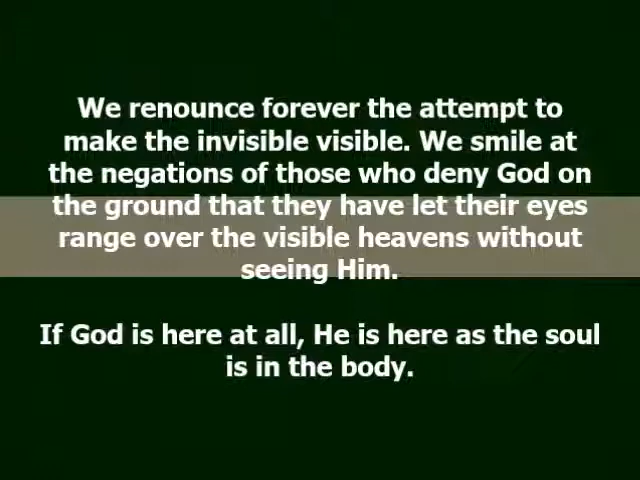 We renounce forever the attempt to
make the invisible visible. We smile at
the negations of those who deny God on
the ground that they have let their eyes
range over the visible heavens without
seeing Him.
If God is here at all, He is here as the soul
is in the body.